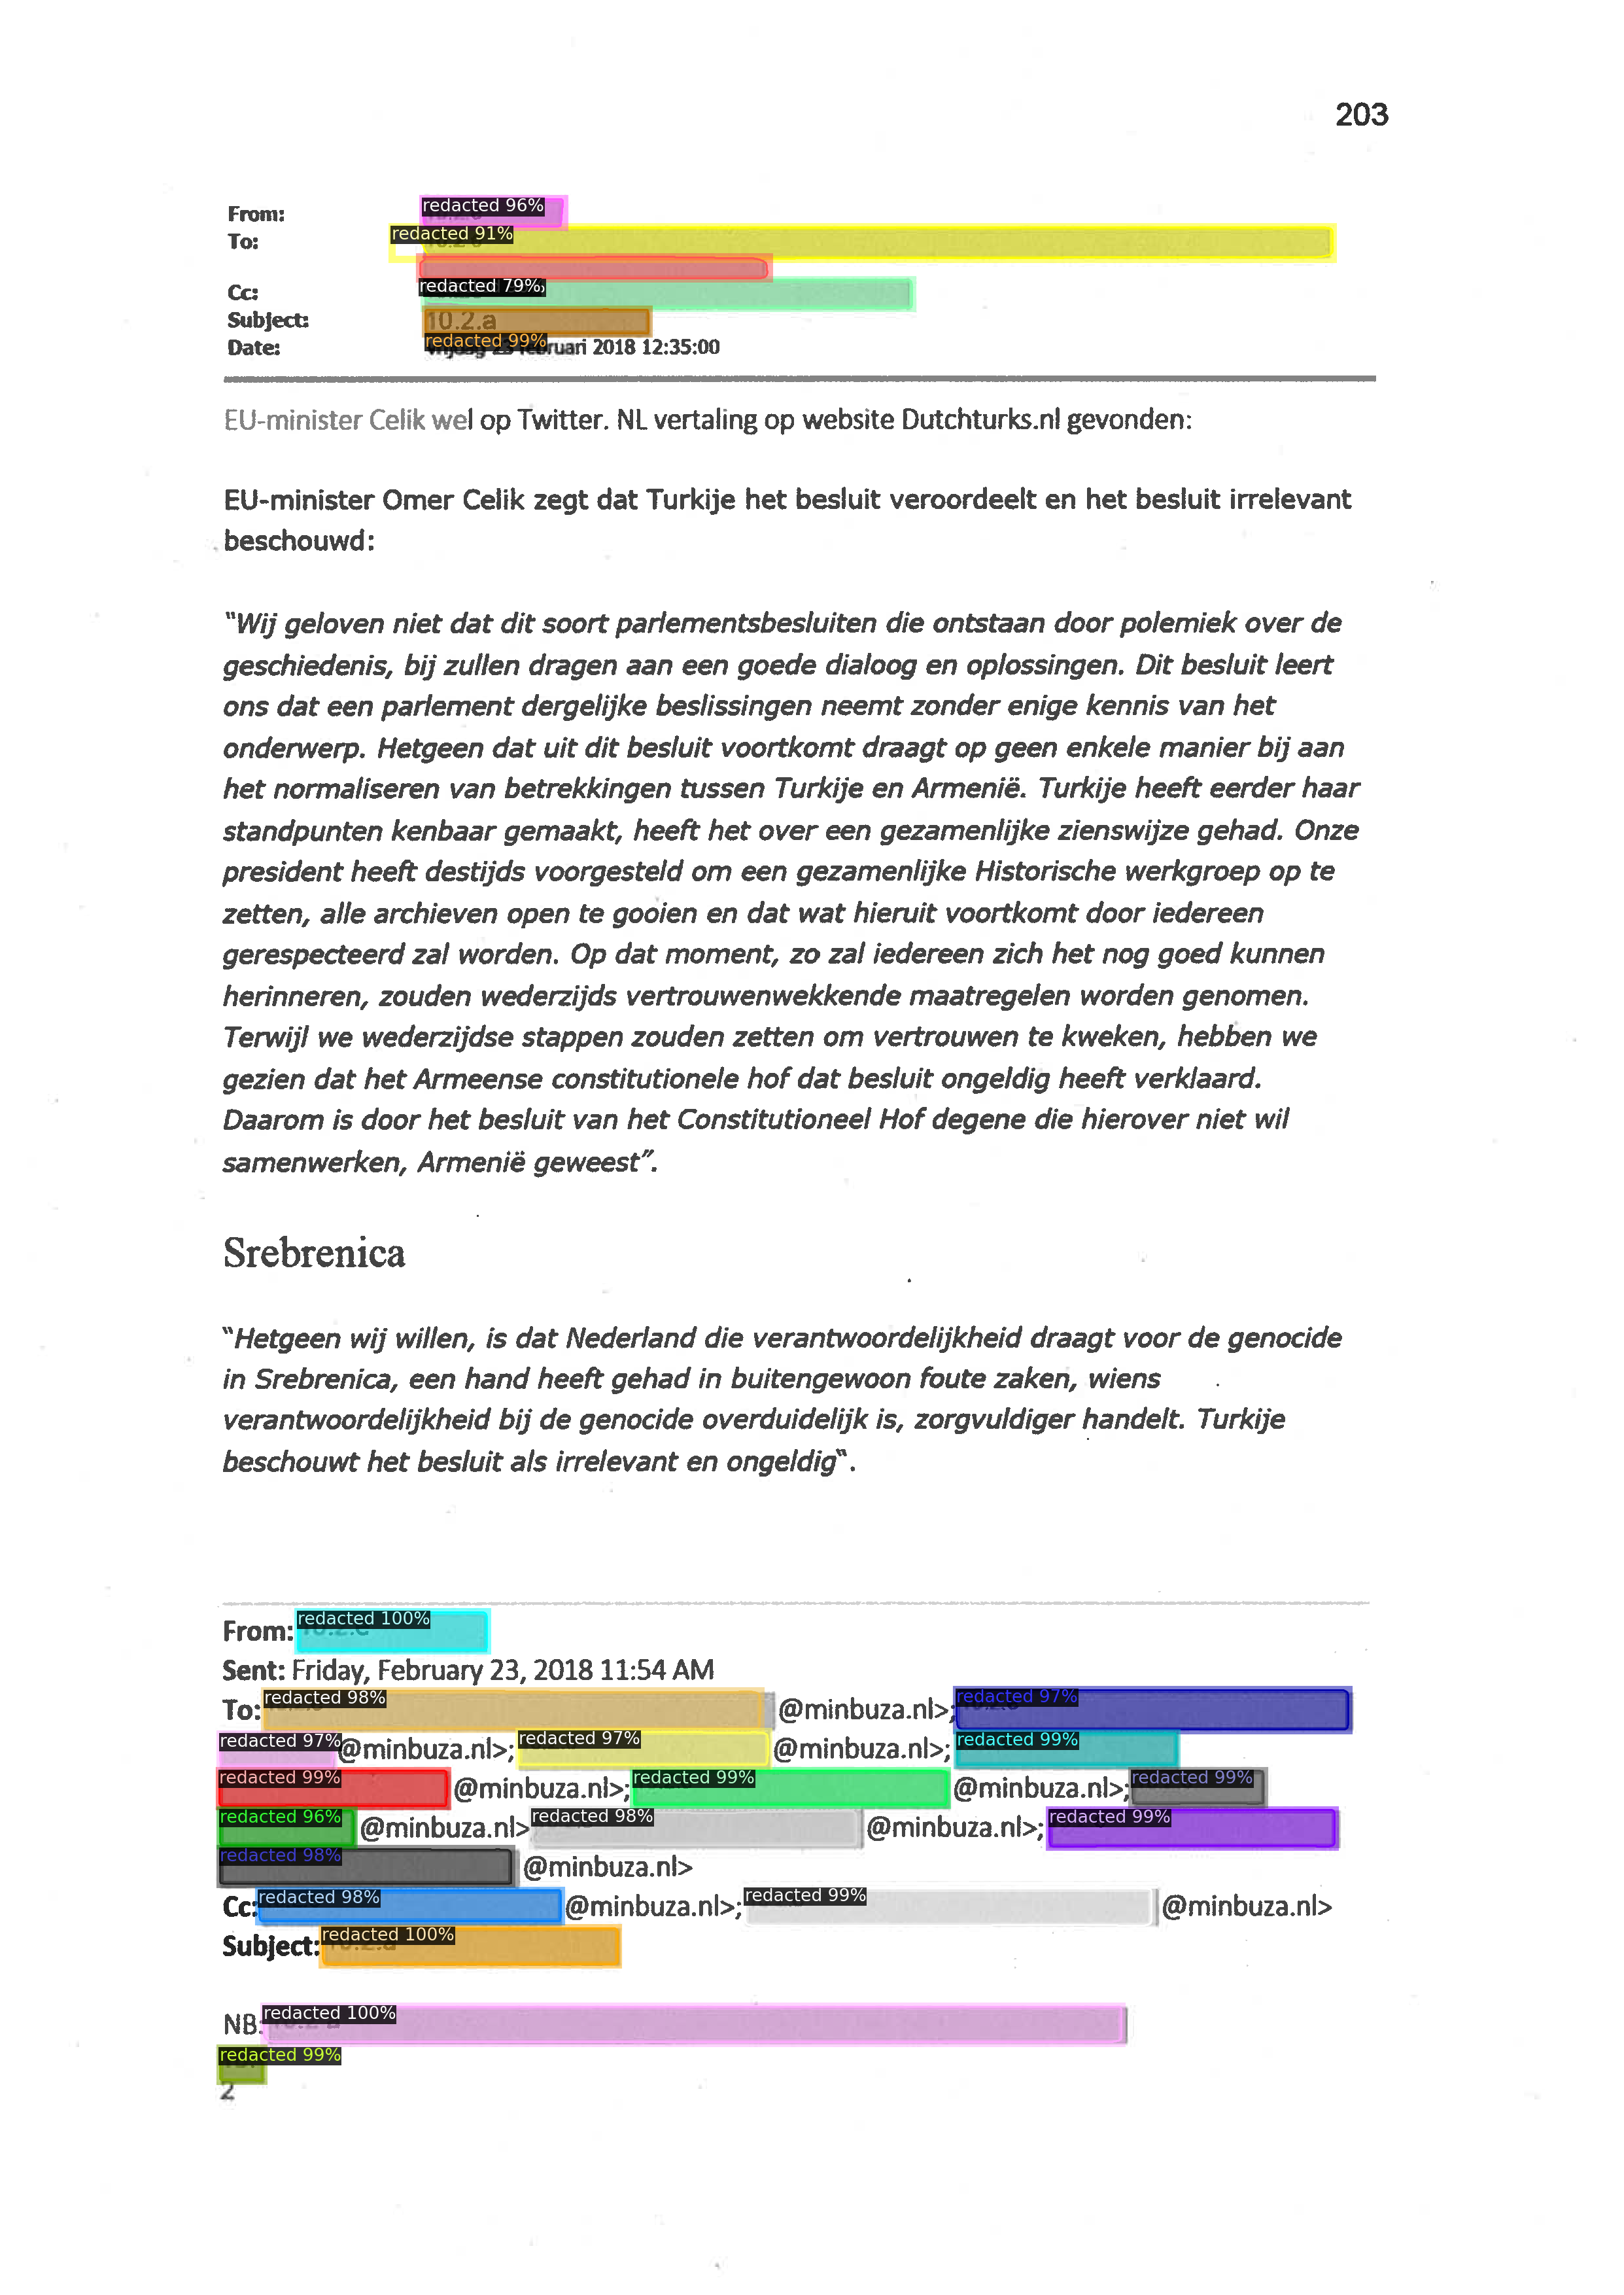 203
From: redacted 96%
To: redacted 91%
Cc: redacted 79%
Subject: 10.2.a
redacted 99%
Date: februari 2018 12:35:00
EU-minister Celik wel op Twitter. NL vertaling op website Dutchturks.nl gevonden:
EU-minister Omer Celik zegt dat Turkije het besluit veroordeelt en het besluit irrelevant
beschouwd:
"Wij geloven niet dat dit soort parlementsbesluiten die ontstaan door polemiek over de
geschiedenis, bij zullen dragen aan een goede dialoog en oplossingen. Dit besluit leert
ons dat een parlement dergelijke beslissingen neemt zonder enige kennis van het
onderwerp. Hetgeen dat uit dit besluit voortkomt draagt op geen enkele manier bij aan
het normaliseren van betrekkingen tussen Turkije en Armenië. Turkije heeft eerder haar
standpunten kenbaar gemaakt, heeft het over een gezamenlijke zienswijze gehad. Onze
president heeft destijds voorgesteld om een gezamenlijke Historische werkgroep op te
zetten, alle archieven open te gooien en dat wat hieruit voortkomt door iedereen
gerespecteerd zal worden. Op dat moment, zo zal iedereen zich het nog goed kunnen
herinneren, zouden wederzijds vertrouwenwekkende maatregelen worden genomen.
Terwijl we wederzijdse stappen zouden zetten om vertrouwen te kweken, hebben we
gezien dat het Armeense constitutionele hof dat besluit ongeldig heeft verklaard.
Daarom is door het besluit van het Constitutioneel Hof degene die hierover niet wil
samenwerken, Armenië geweest".
Srebrenica
"Hetgeen wij willen, is dat Nederland die verantwoordelijkheid draagt voor de genocide
in Srebrenica, een hand heeft gehad in buitengewoon foute zaken, wiens
verantwoordelijkheid bij de genocide overduidelijk is, zorgvuldiger handelt. Turkije
beschouwt het besluit als irrelevant en ongeldig".
From: redacted 100%
Sent: Friday, February 23, 2018 11:54 AM
To: redacted 98% @minbuza.nl>; redacted 97%
redacted 97% @minbuza.nl>; redacted 97% @minbuza.nl>; redacted 99%
redacted 99% @minbuza.nl>; redacted 99% @minbuza.nl>; redacted 99%
redacted 96% @minbuza.nl> redacted 98% @minbuza.nl>; redacted 99%
redacted 98% @minbuza.nl>
Cc: redacted 98% @minbuza.nl>; redacted 99% @minbuza.nl>
Subject: redacted 100%
NB: redacted 100%
redacted 99%
2